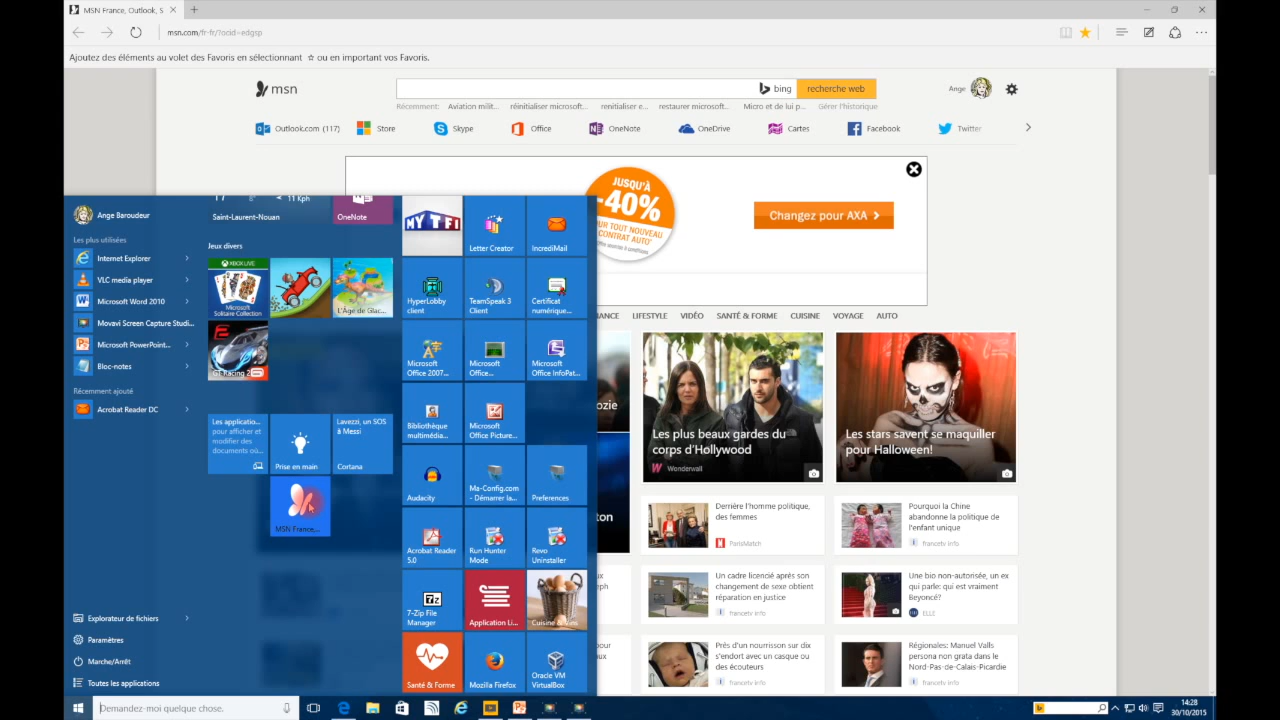 MSN France, Outlook, S
msn.com/fr-fr/?ocid=edgsp
Ajoutez des éléments au volet des Favoris en sélectionnant ☆ ou en important vos Favoris.
msn
bing
recherche web
Ange
Récemment:
Aviation milit...
réinitialiser microsoft...
renitialiser e...
restaurer microsoft...
Micro et de lui p...
Gérer l'historique
Outlook.com (117)
Store
Skype
Office
OneNote
OneDrive
Cartes
Facebook
Twitter
JUSQU'À
-40%
POUR TOUT NOUVEAU
CONTRAT AUTO*
Changez pour AXA
LIFESTYLE
VIDÉO
SANTÉ & FORME
CUISINE
VOYAGE
AUTO
Les plus beaux gardes du
corps d'Hollywood
Wonderwall
Les stars savent se maquiller
pour Halloween!
Derrière l'homme politique,
des femmes
ParisMatch
Pourquoi la Chine
abandonne la politique de
l'enfant unique
francetv info
Un cadre licencié après son
changement de sexe obtient
réparation en justice
francetv info
Une bio non-autorisée, un ex
qui parle: qui est vraiment
Beyoncé?
ELLE
Près d'un nourrisson sur dix
s'endort avec un casque ou
des écouteurs
francetv info
Régionales: Manuel Valls
persona non grata dans le
Nord-Pas-de-Calais-Picardie
francetv info
Ange Baroudeur
Les plus utilisées
Internet Explorer
VLC media player
Microsoft Word 2010
Movavi Screen Capture Studi...
Microsoft PowerPoint...
Bloc-notes
Récemment ajouté
Acrobat Reader DC
Explorateur de fichiers
Paramètres
Marche/Arrêt
Toutes les applications
11 Kph
Saint-Laurent-Nouan
OneNote
Jeux divers
XBOX LIVE
Microsoft
Solitaire Collection
L'Âge de Glac...
GT Racing 2
Les applicatio...
pour afficher et
modifier des
documents où...
Prise en main
Lavezzi, un SOS
à Messi
Cortana
MSN France,...
MYTF1
Letter Creator
IncrediMail
HyperLobby
client
TeamSpeak 3
Client
Certificat
numérique...
Microsoft
Office 2007...
Microsoft
Office...
Microsoft
Office InfoPat...
Bibliothèque
multimédia...
Microsoft
Office Picture...
Audacity
Ma-Config.com
- Démarrer la...
Preferences
Acrobat Reader
5.0
Run Hunter
Mode
Revo
Uninstaller
7-Zip File
Manager
Application Li...
Cuisine & Vins
Santé & Forme
Mozilla Firefox
Oracle VM
VirtualBox
Demandez-moi quelque chose.
14:28
30/10/2015